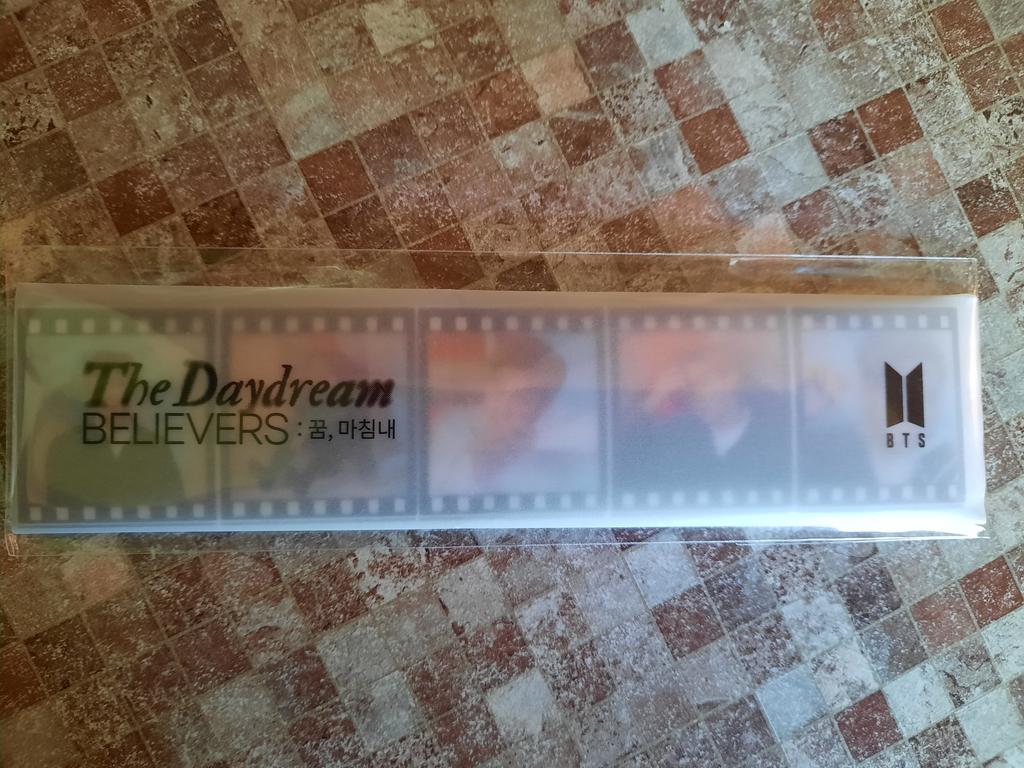 The Daydream
BELIEVERS : 꿈, 마침내
BTS